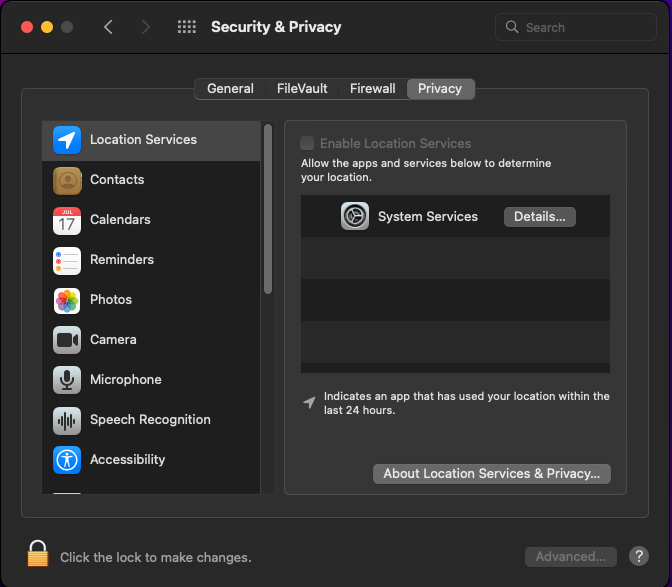 Security & Privacy
Search
General
FileVault
Firewall
Privacy
Location Services
Contacts
JUL
17
Calendars
Reminders
Photos
Camera
Microphone
Speech Recognition
Accessibility
Enable Location Services
Allow the apps and services below to determine
your location.
System Services
Details...
Indicates an app that has used your location within the
last 24 hours.
About Location Services & Privacy...
Click the lock to make changes.
Advanced...
?